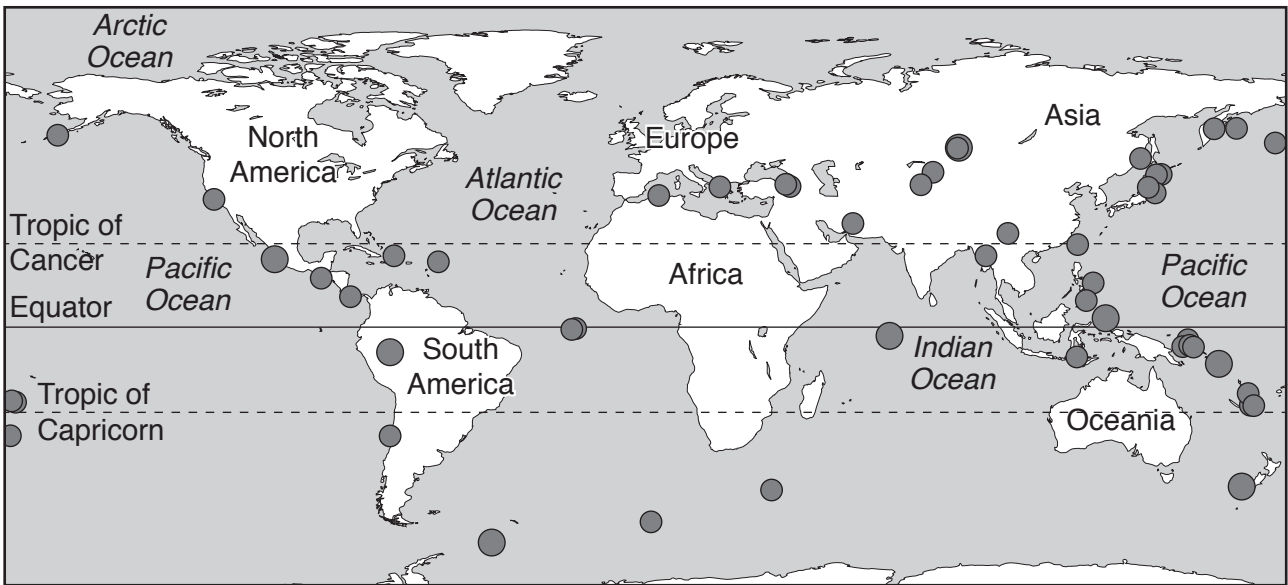 Arctic
Ocean
North
America
Europe
Asia
Atlantic
Ocean
Tropic of
Cancer
Pacific
Ocean
Africa
Pacific
Ocean
Equator
South
America
Indian
Ocean
Tropic of
Capricorn
Oceania